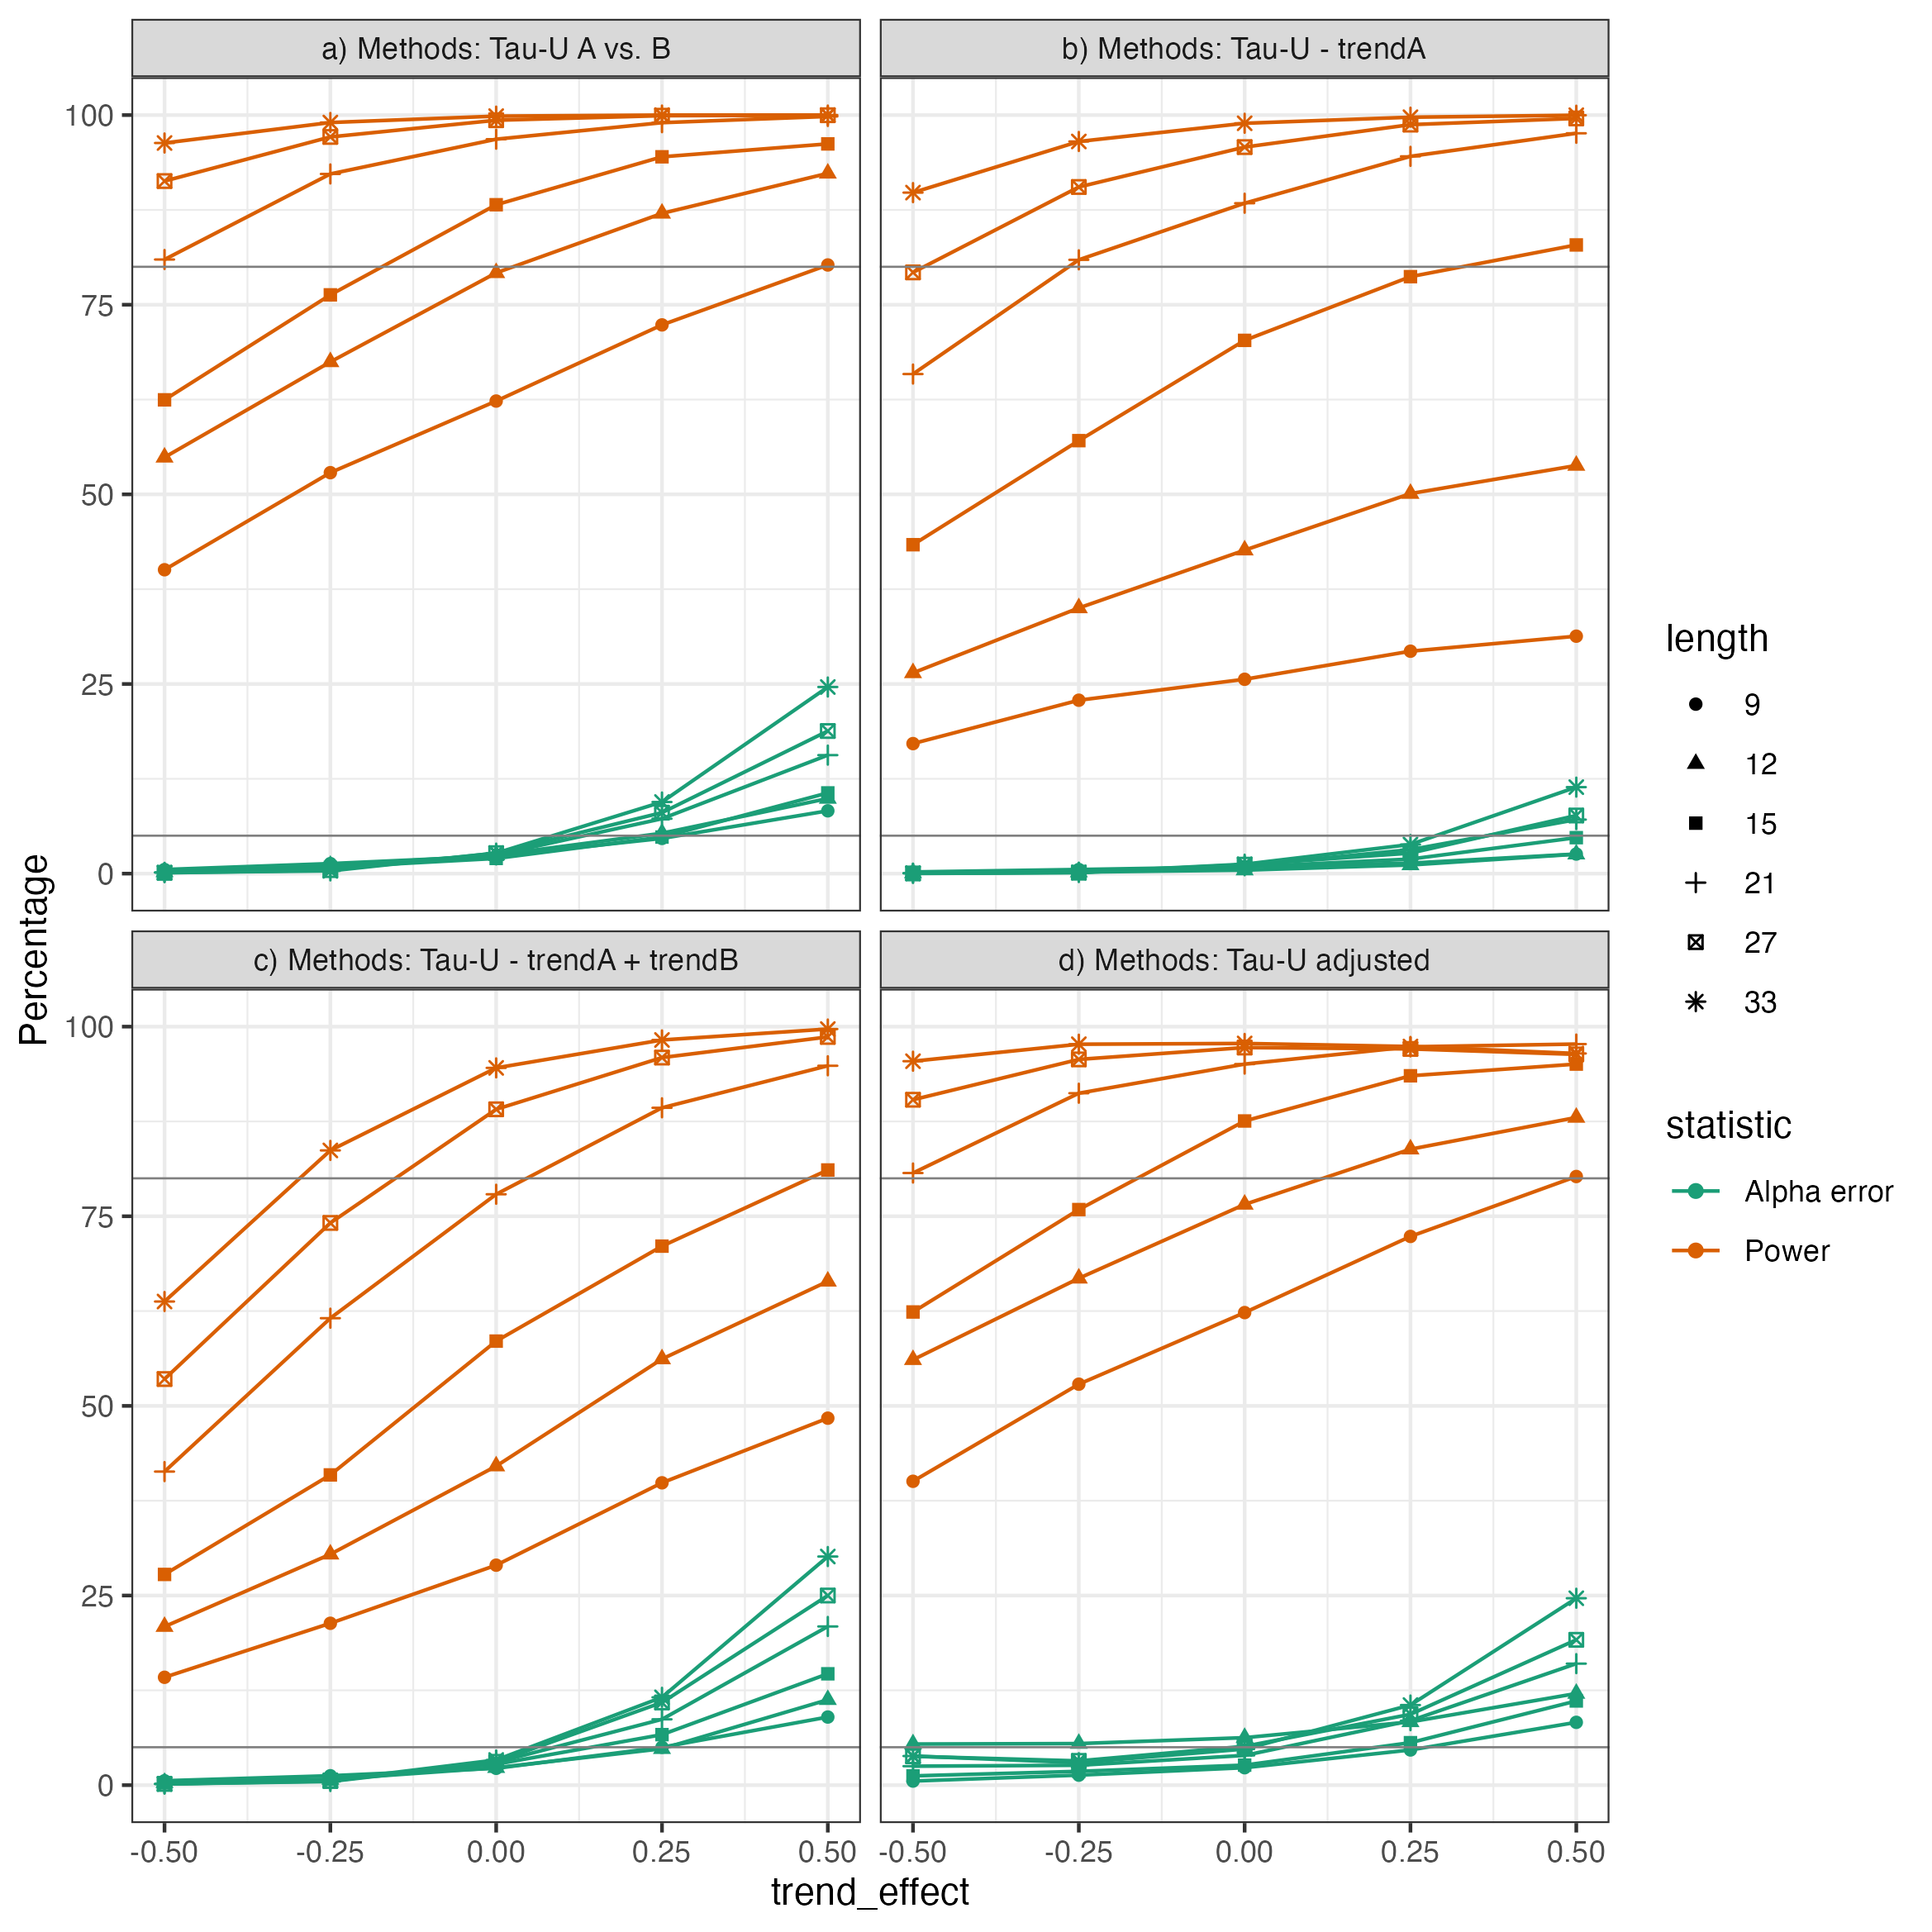 a) Methods: Tau-U A vs. B
b) Methods: Tau-U - trendA
100
75
50
25
0
c) Methods: Tau-U - trendA + trendB
d) Methods: Tau-U adjusted
100
75
50
25
0
-0.50 -0.25 0.00 0.25 0.50
-0.50 -0.25 0.00 0.25 0.50
trend_effect
Percentage
length
9
12
15
21
27
33
statistic
Alpha error
Power